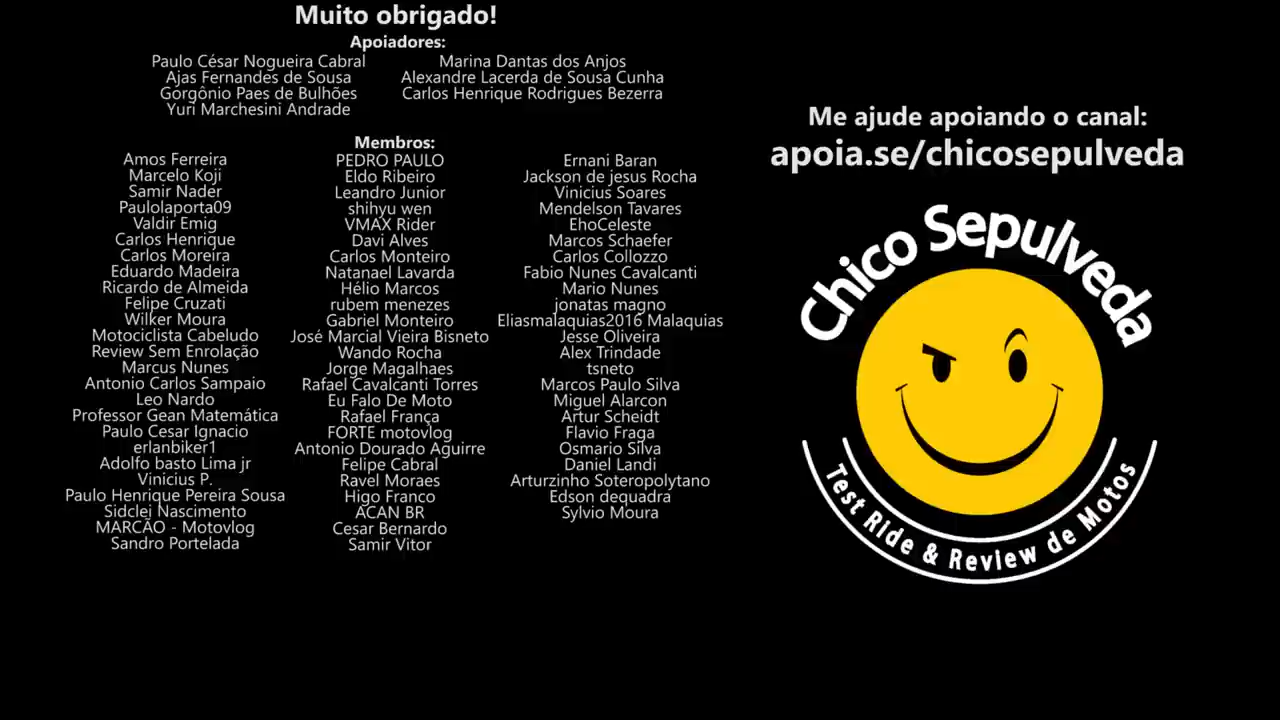 Muito obrigado!
Apoiadores:
Paulo César Nogueira Cabral
Ajas Fernandes de Sousa
Gorgônio Paes de Bulhões
Yuri Marchesini Andrade
Marina Dantas dos Anjos
Alexandre Lacerda de Sousa Cunha
Carlos Henrique Rodrigues Bezerra
Membros:
Amos Ferreira
Marcelo Koji
Samir Nader
Paulolaporta09
Valdir Emig
Carlos Henrique
Carlos Moreira
Eduardo Madeira
Ricardo de Almeida
Felipe Cruzati
Wilker Moura
Motociclista Cabeludo
Review Sem Enrolação
Marcus Nunes
Antonio Carlos Sampaio
Leo Nardo
Professor Gean Matemática
Paulo Cesar Ignacio
erlanbiker1
Adolfo basto Lima jr
Vinicius P.
Paulo Henrique Pereira Sousa
Sidclei Nascimento
MARCÃO - Motovlog
Sandro Portelada
PEDRO PAULO
Eldo Ribeiro
Leandro Junior
shihyu wen
VMAX Rider
Davi Alves
Carlos Monteiro
Natanael Lavarda
Hélio Marcos
rubem menezes
Gabriel Monteiro
José Marcial Vieira Bisneto
Wando Rocha
Jorge Magalhaes
Rafael Cavalcanti Torres
Eu Falo De Moto
Rafael França
FORTE motovlog
Antonio Dourado Aguirre
Felipe Cabral
Ravel Moraes
Higo Franco
ACAN BR
Cesar Bernardo
Samir Vitor
Ernani Baran
Jackson de jesus Rocha
Vinicius Soares
Mendelson Tavares
EhoCeleste
Marcos Schaefer
Carlos Collozzo
Fabio Nunes Cavalcanti
Mario Nunes
jonatas magno
Eliasmalaquias2016 Malaquias
Jesse Oliveira
Alex Trindade
tsneto
Marcos Paulo Silva
Miguel Alarcon
Artur Scheidt
Flavio Fraga
Osmario Silva
Daniel Landi
Arturzinho Soteropolytano
Edson dequadra
Sylvio Moura
Me ajude apoiando o canal:
apoia.se/chicosepulveda
Chico Sepulveda
Test Ride & Review de Motos